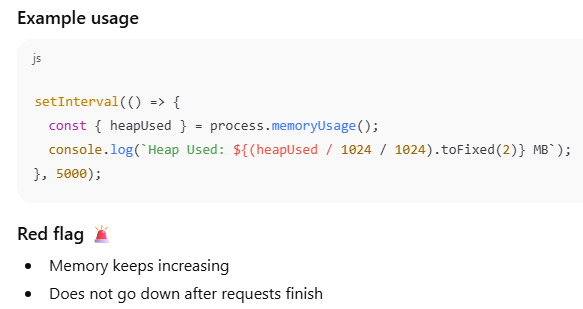 Example usage
js
setInterval(() => {
  const { heapUsed } = process.memoryUsage();
  console.log(`Heap Used: ${(heapUsed / 1024 / 1024).toFixed(2)} MB`);
}, 5000);
Red flag 🚨
• Memory keeps increasing
• Does not go down after requests finish